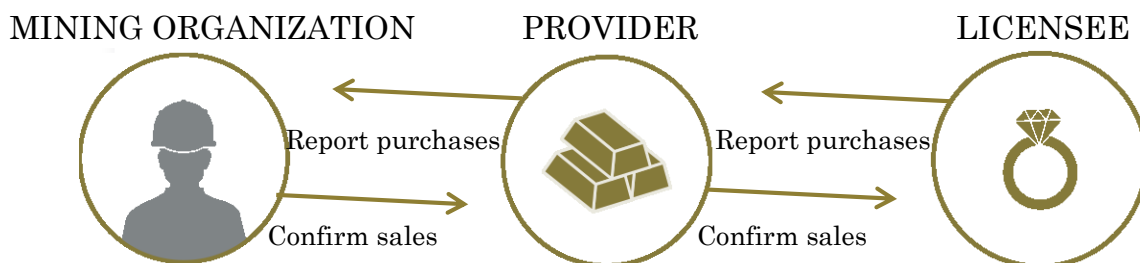 MINING ORGANIZATION
PROVIDER
LICENSEE
Report purchases
Report purchases
Confirm sales
Confirm sales